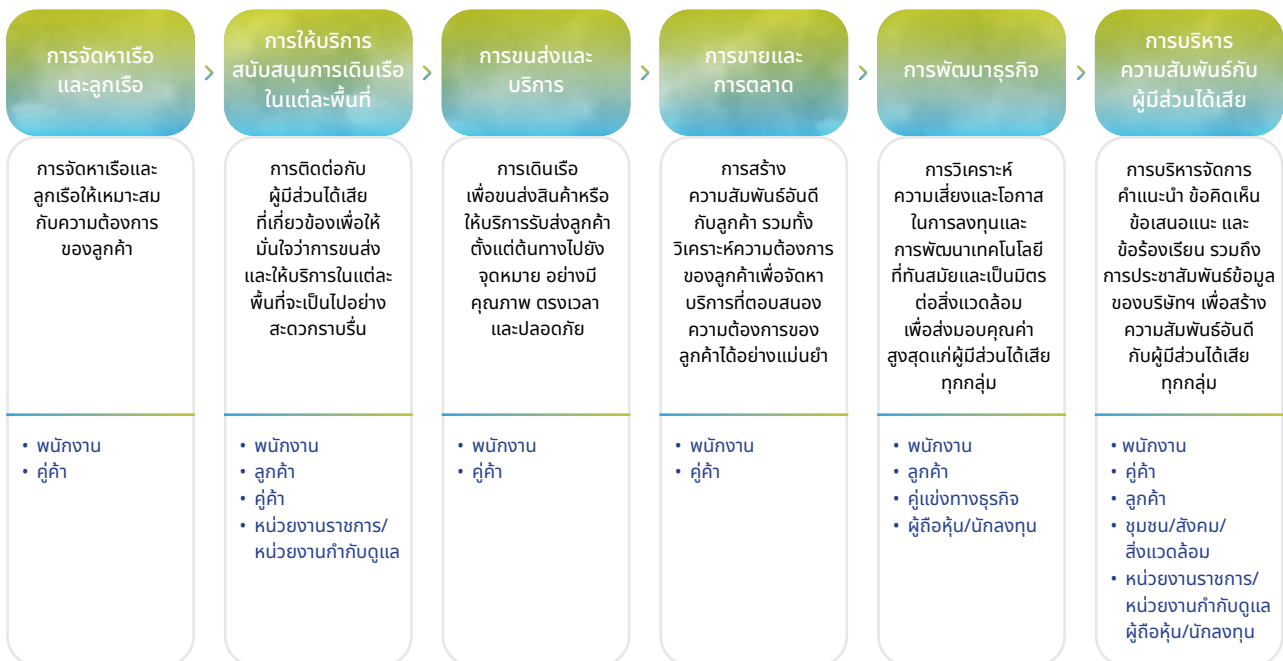 การจัดหาเรือ
และลูกเรือ
การให้บริการ
สนับสนุนการเดินเรือ
ในแต่ละพื้นที่
การขนส่งและ
บริการ
การขายและ
การตลาด
การพัฒนาธุรกิจ
การบริหาร
ความสัมพันธ์กับ
ผู้มีส่วนได้เสีย
การจัดหาเรือและ
ลูกเรือให้เหมาะสม
กับความต้องการ
ของลูกค้า
การติดต่อกับ
ผู้มีส่วนได้เสีย
ที่เกี่ยวข้องเพื่อให้
มั่นใจว่าการขนส่ง
และให้บริการในแต่ละ
พื้นที่จะเป็นไปอย่าง
สะดวกราบรื่น
การเดินเรือ
เพื่อขนส่งสินค้าหรือ
ให้บริการรับส่งลูกค้า
ตั้งแต่ต้นทางไปยัง
จุดหมาย อย่างมี
คุณภาพ ตรงเวลา
และปลอดภัย
การสร้าง
ความสัมพันธ์อันดี
กับลูกค้า รวมทั้ง
วิเคราะห์ความต้องการ
ของลูกค้าเพื่อจัดหา
บริการที่ตอบสนอง
ความต้องการของ
ลูกค้าได้อย่างแม่นยำ
การวิเคราะห์
ความเสี่ยงและโอกาส
ในการลงทุนและ
การพัฒนาเทคโนโลยี
ที่ทันสมัยและเป็นมิตร
ต่อสิ่งแวดล้อม
เพื่อส่งมอบคุณค่า
สูงสุดแก่ผู้มีส่วนได้เสีย
ทุกกลุ่ม
การบริหารจัดการ
คำแนะนำ ข้อคิดเห็น
ข้อเสนอแนะ และ
ข้อร้องเรียน รวมถึง
การประชาสัมพันธ์ข้อมูล
ของบริษัทฯ เพื่อสร้าง
ความสัมพันธ์อันดี
กับผู้มีส่วนได้เสีย
ทุกกลุ่ม
• พนักงาน
• คู่ค้า
• พนักงาน
• ลูกค้า
• คู่ค้า
• หน่วยงานราชการ/
หน่วยงานกำกับดูแล
• พนักงาน
• คู่ค้า
• พนักงาน
• คู่ค้า
• พนักงาน
• ลูกค้า
• คู่แข่งทางธุรกิจ
• ผู้ถือหุ้น/นักลงทุน
• พนักงาน
• คู่ค้า
• ลูกค้า
• ชุมชน/สังคม/
สิ่งแวดล้อม
• หน่วยงานราชการ/
หน่วยงานกำกับดูแล
ผู้ถือหุ้น/นักลงทุน